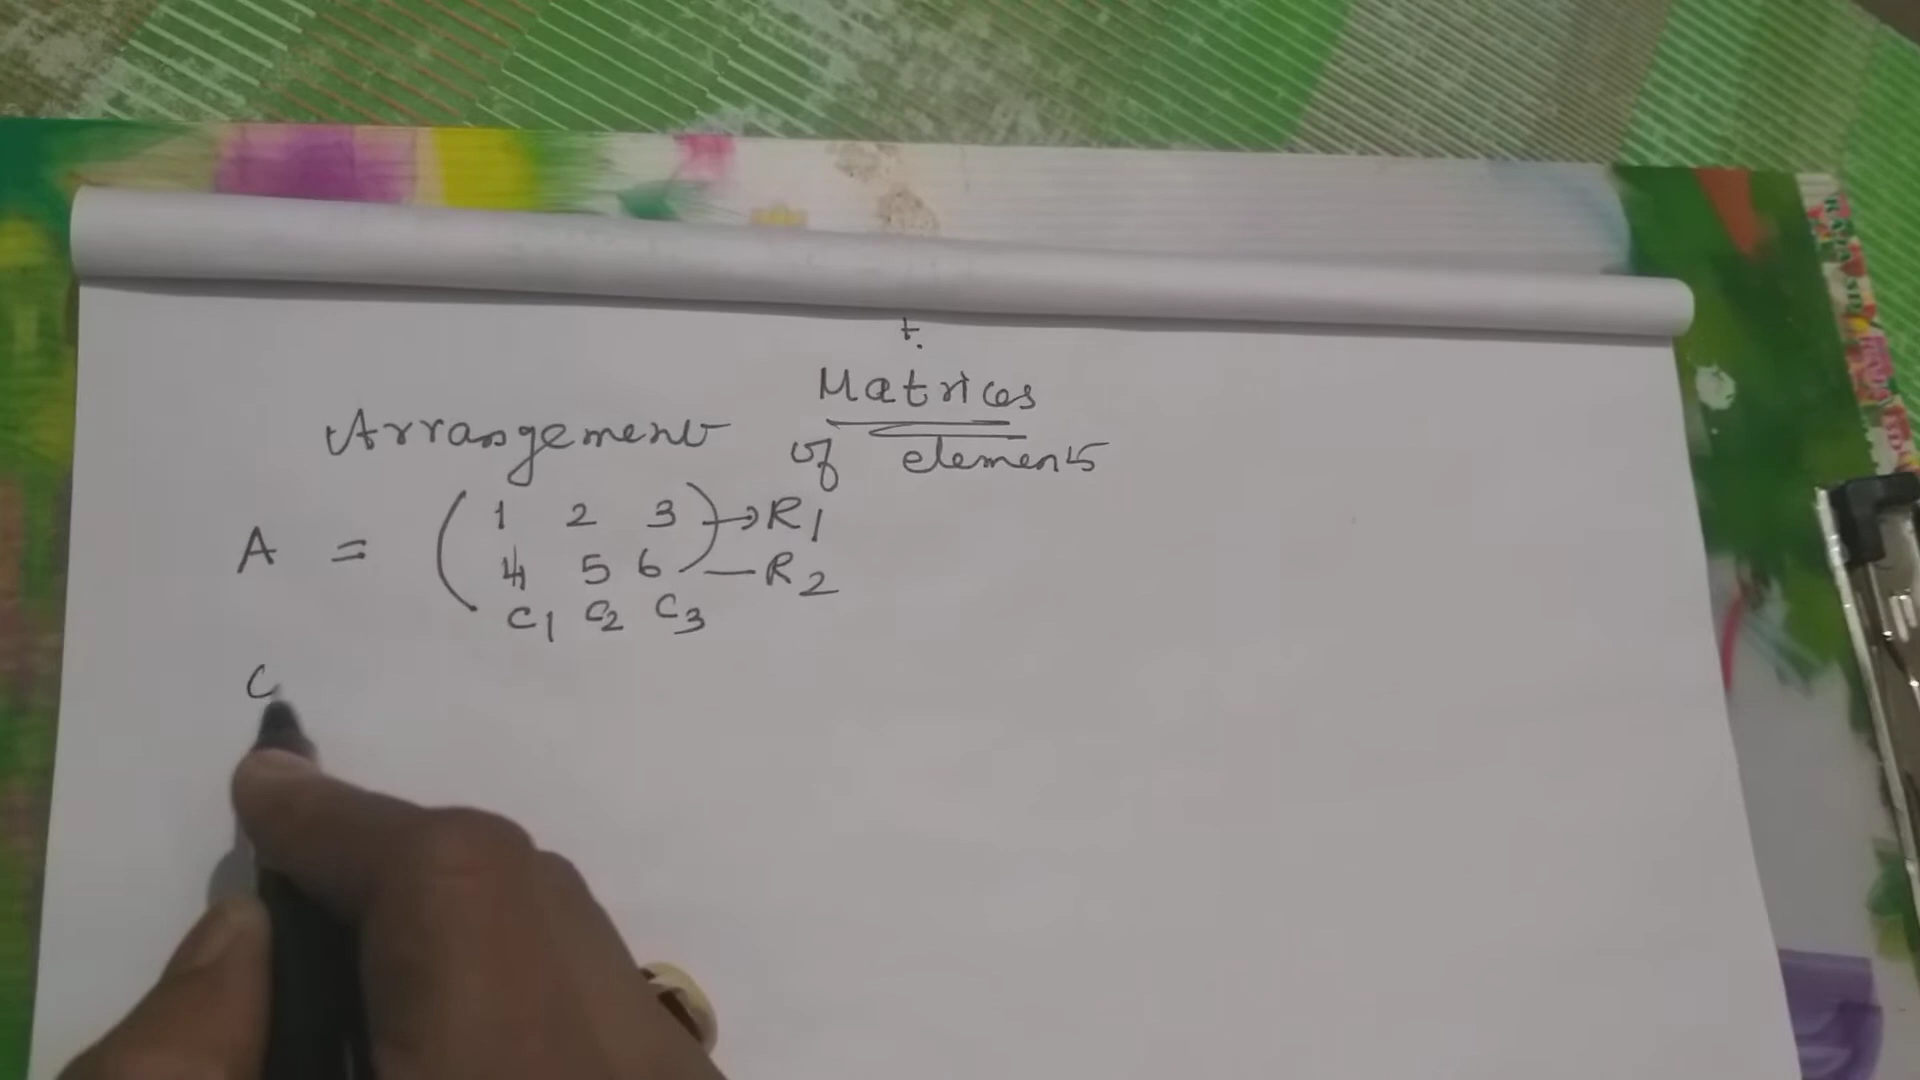 t.
Matrices
Arrangement of elements
A = ( 1 2 3 ) → R1
4 5 6 — R2
C1 C2 C3
C